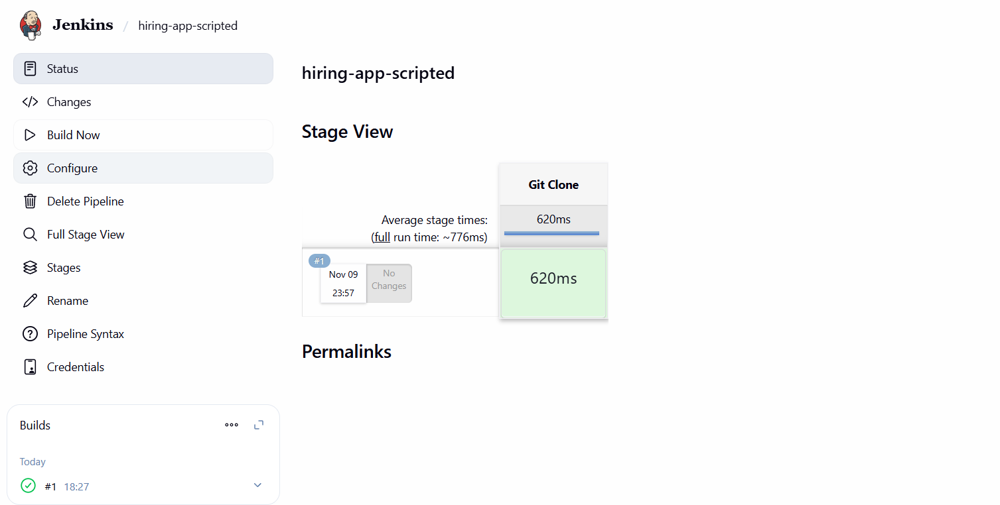 Jenkins / hiring-app-scripted
Status
Changes
Build Now
Configure
Delete Pipeline
Full Stage View
Stages
Rename
Pipeline Syntax
Credentials
Builds
Today
#1 18:27
hiring-app-scripted
Stage View
Git Clone
Average stage times:
(full run time: ~776ms)
620ms
#1
Nov 09
23:57
No
Changes
620ms
Permalinks